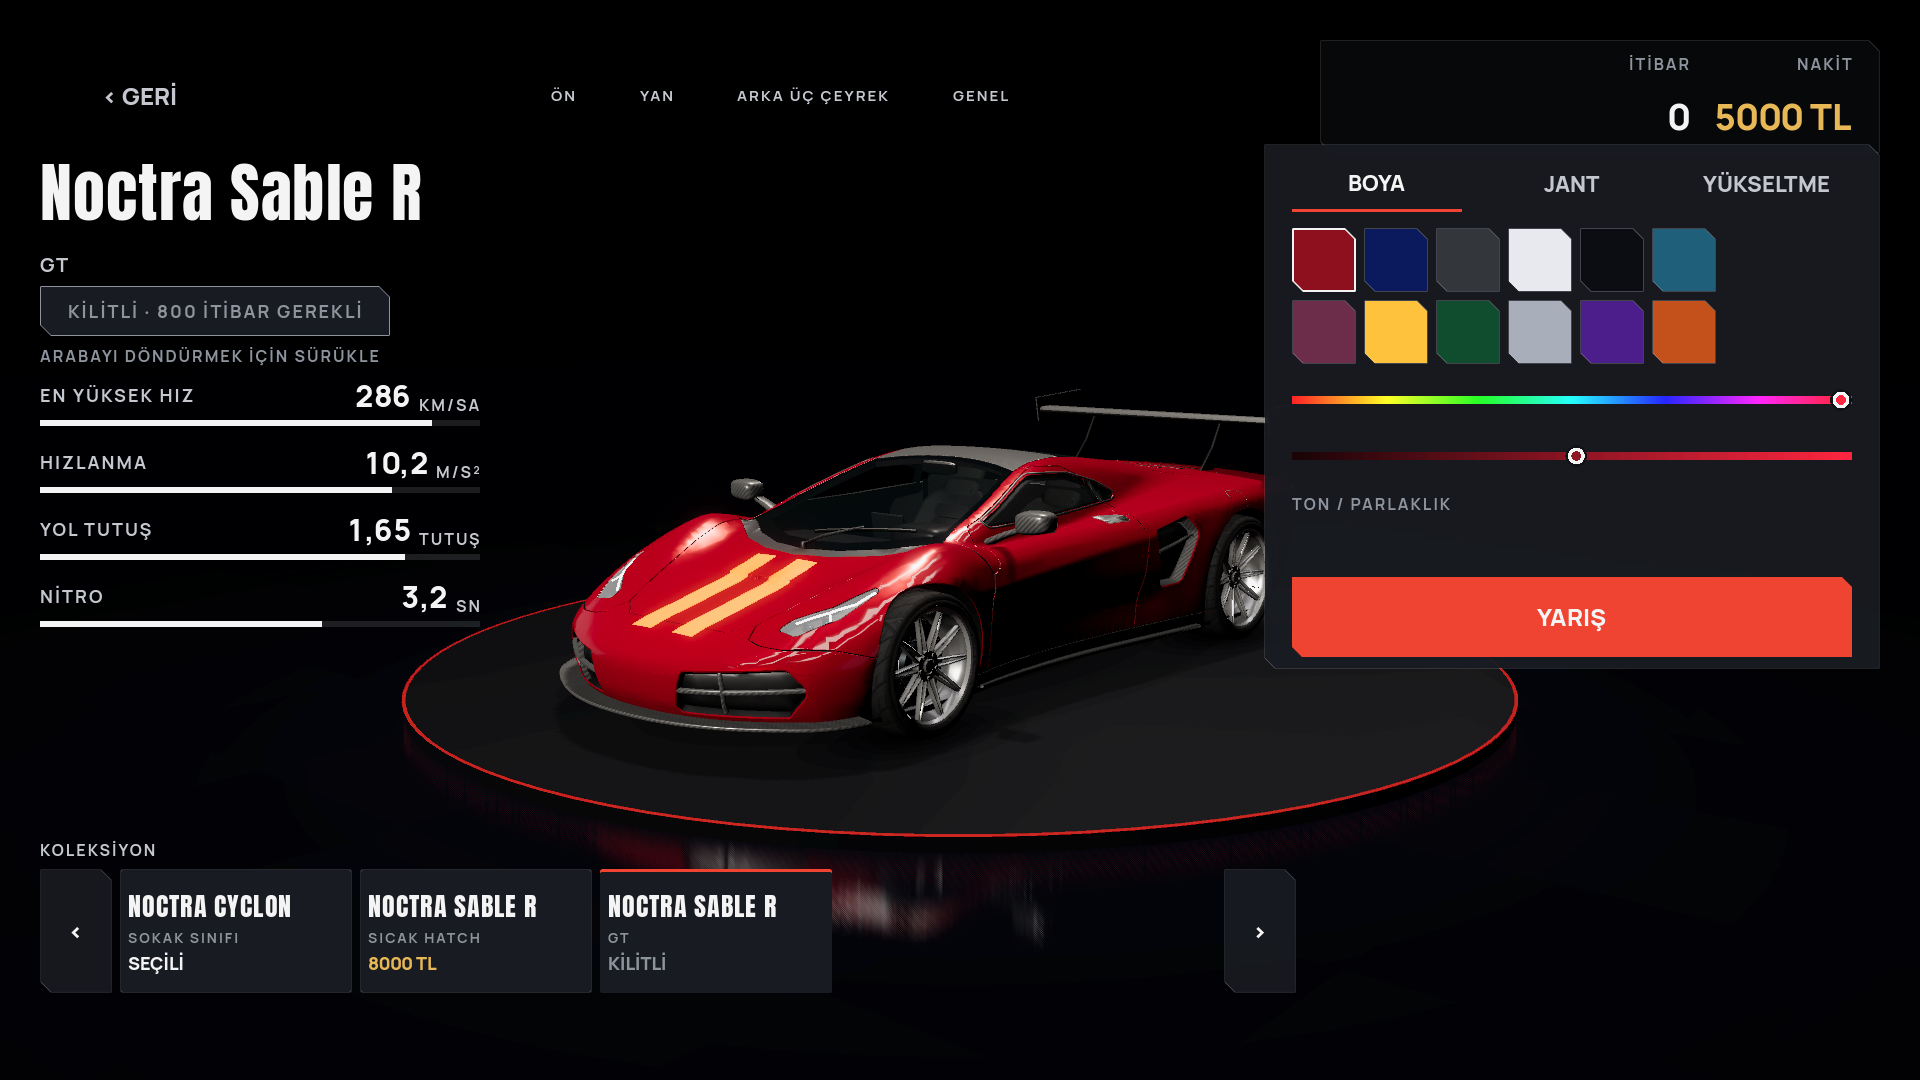 ‹ GERİ
ÖN YAN ARKA ÜÇ ÇEYREK GENEL
İTİBAR NAKİT
0 5000 TL
Noctra Sable R
GT
KİLİTLİ · 800 İTİBAR GEREKLİ
ARABAYI DÖNDÜRMEK İÇİN SÜRÜKLE
EN YÜKSEK HIZ 286 KM/SA
HIZLANMA 10,2 M/S²
YOL TUTUŞ 1,65 TUTUŞ
NİTRO 3,2 SN
BOYA JANT YÜKSELTME
TON / PARLAKLIK
YARIŞ
KOLEKSİYON
‹
NOCTRA CYCLON
SOKAK SINIFI
SEÇİLİ
NOCTRA SABLE R
SICAK HATCH
8000 TL
NOCTRA SABLE R
GT
KİLİTLİ
›